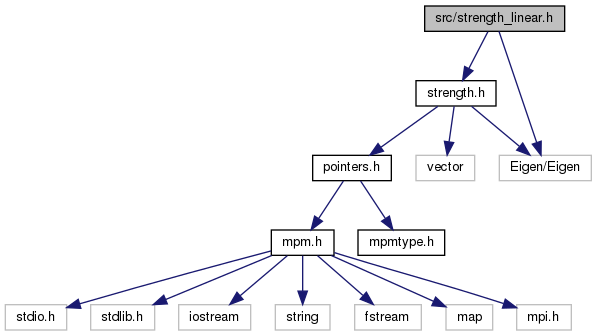 src/strength_linear.h
strength.h
pointers.h
vector
Eigen/Eigen
mpm.h
mpmtype.h
stdio.h
stdlib.h
iostream
string
fstream
map
mpi.h